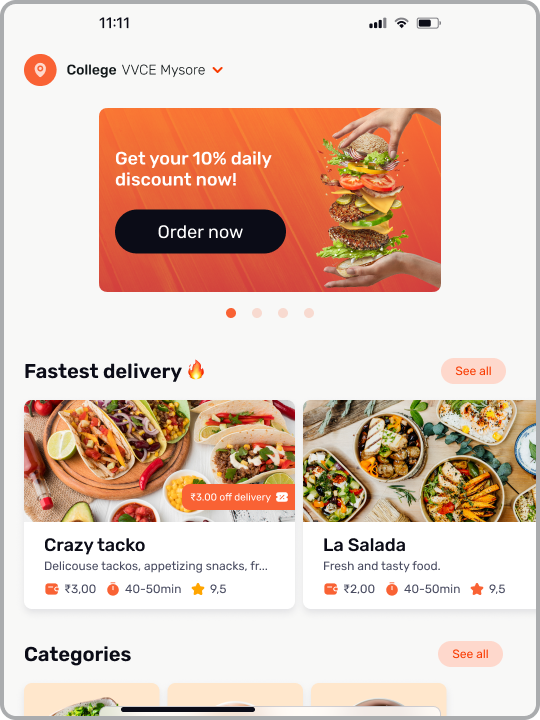 11:11
College VVCE Mysore
Get your 10% daily
discount now!
Order now
Fastest delivery 🔥
See all
₹3.00 off delivery
Crazy tacko
Delicouse tackos, appetizing snacks, fr...
₹3,00 40-50min 9,5
La Salada
Fresh and tasty food.
₹2,00 40-50min 9,5
Categories
See all